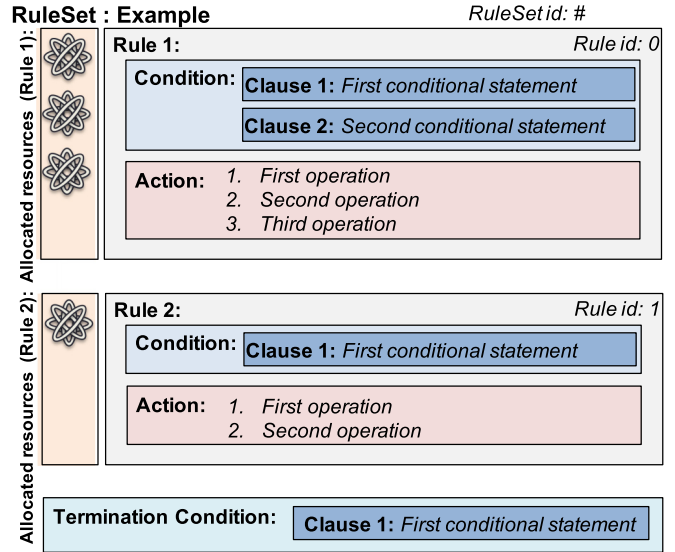 RuleSet : Example
RuleSet id: #
Allocated resources (Rule 1):
Rule 1:
Rule id: 0
Condition:
Clause 1: First conditional statement
Clause 2: Second conditional statement
Action:
1. First operation
2. Second operation
3. Third operation
Allocated resources (Rule 2):
Rule 2:
Rule id: 1
Condition:
Clause 1: First conditional statement
Action:
1. First operation
2. Second operation
Termination Condition:
Clause 1: First conditional statement